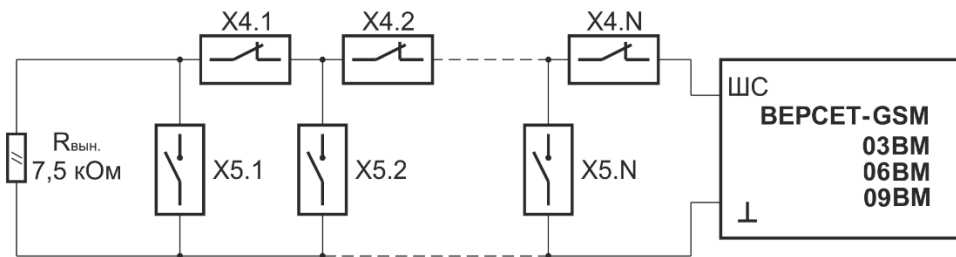 X4.1
X4.2
X4.N
ШС
ВЕРСЕТ-GSM
03ВМ
06ВМ
09ВМ
Rвын.
7,5 кОм
X5.1
X5.2
X5.N
⊥